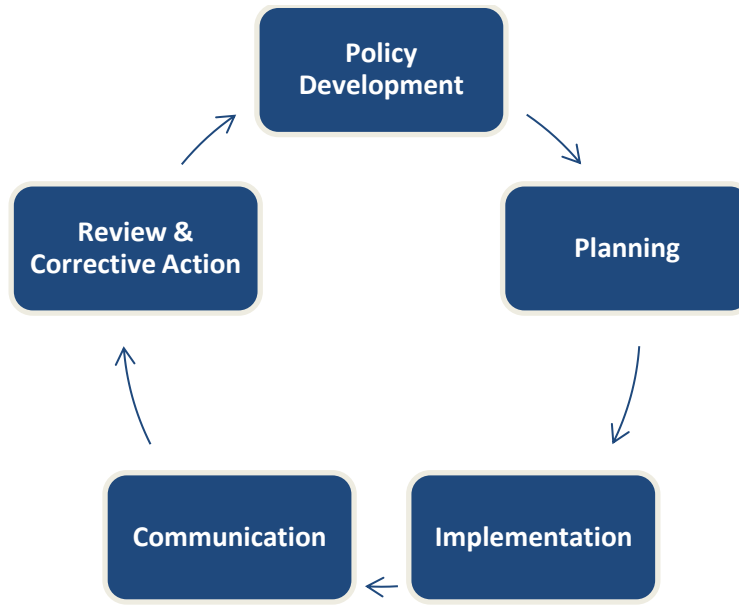 Policy
Development
Planning
Implementation
Communication
Review &
Corrective Action